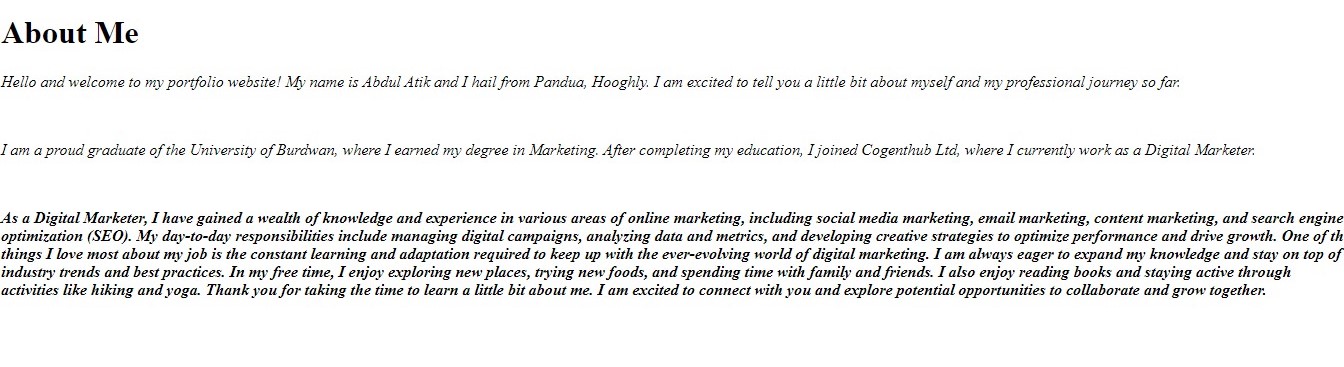 About Me
Hello and welcome to my portfolio website! My name is Abdul Atik and I hail from Pandua, Hooghly. I am excited to tell you a little bit about myself and my professional journey so far.
I am a proud graduate of the University of Burdwan, where I earned my degree in Marketing. After completing my education, I joined Cogenthub Ltd, where I currently work as a Digital Marketer.
As a Digital Marketer, I have gained a wealth of knowledge and experience in various areas of online marketing, including social media marketing, email marketing, content marketing, and search engine
optimization (SEO). My day-to-day responsibilities include managing digital campaigns, analyzing data and metrics, and developing creative strategies to optimize performance and drive growth. One of th
things I love most about my job is the constant learning and adaptation required to keep up with the ever-evolving world of digital marketing. I am always eager to expand my knowledge and stay on top of
industry trends and best practices. In my free time, I enjoy exploring new places, trying new foods, and spending time with family and friends. I also enjoy reading books and staying active through
activities like hiking and yoga. Thank you for taking the time to learn a little bit about me. I am excited to connect with you and explore potential opportunities to collaborate and grow together.